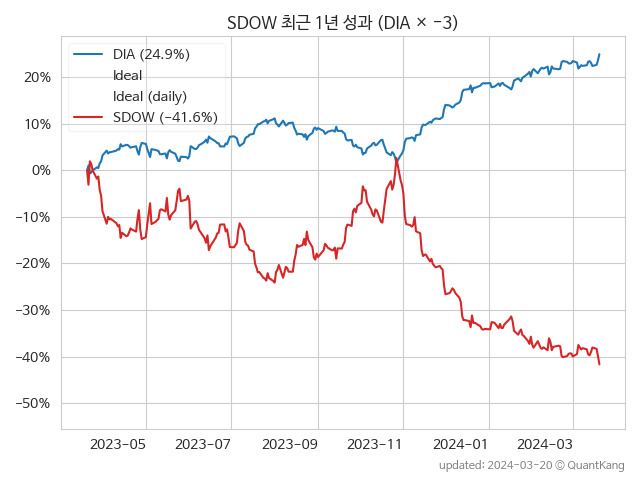 SDOW 최근 1년 성과 (DIA × −3)
DIA (24.9%)
Ideal
Ideal (daily)
SDOW (−41.6%)
20%
10%
0%
−10%
−20%
−30%
−40%
−50%
2023−05
2023−07
2023−09
2023−11
2024−01
2024−03
updated: 2024−03−20 © QuantKang